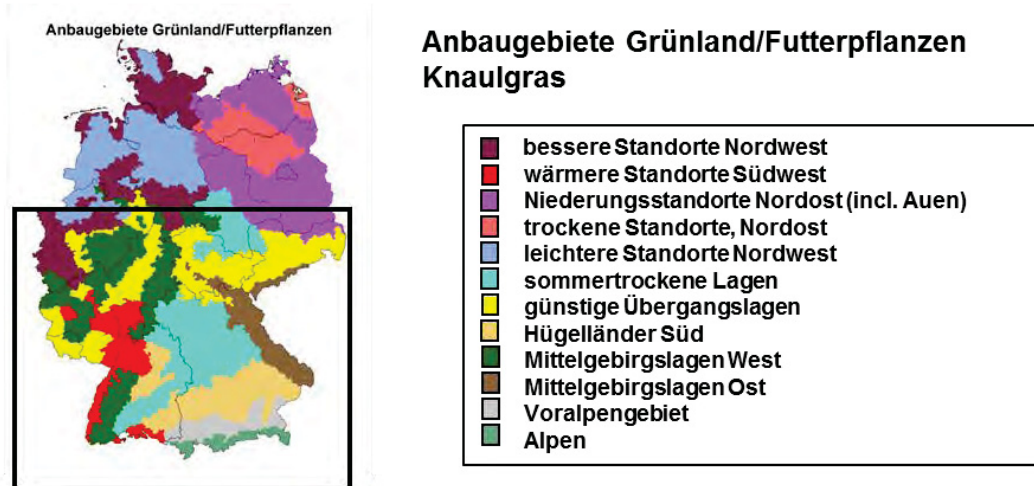 Anbaugebiete Grünland/Futterpflanzen
Anbaugebiete Grünland/Futterpflanzen
Knaulgras
bessere Standorte Nordwest
wärmere Standorte Südwest
Niederungsstandorte Nordost (incl. Auen)
trockene Standorte, Nordost
leichtere Standorte Nordwest
sommertrockene Lagen
günstige Übergangslagen
Hügelländer Süd
Mittelgebirgslagen West
Mittelgebirgslagen Ost
Voralpengebiet
Alpen